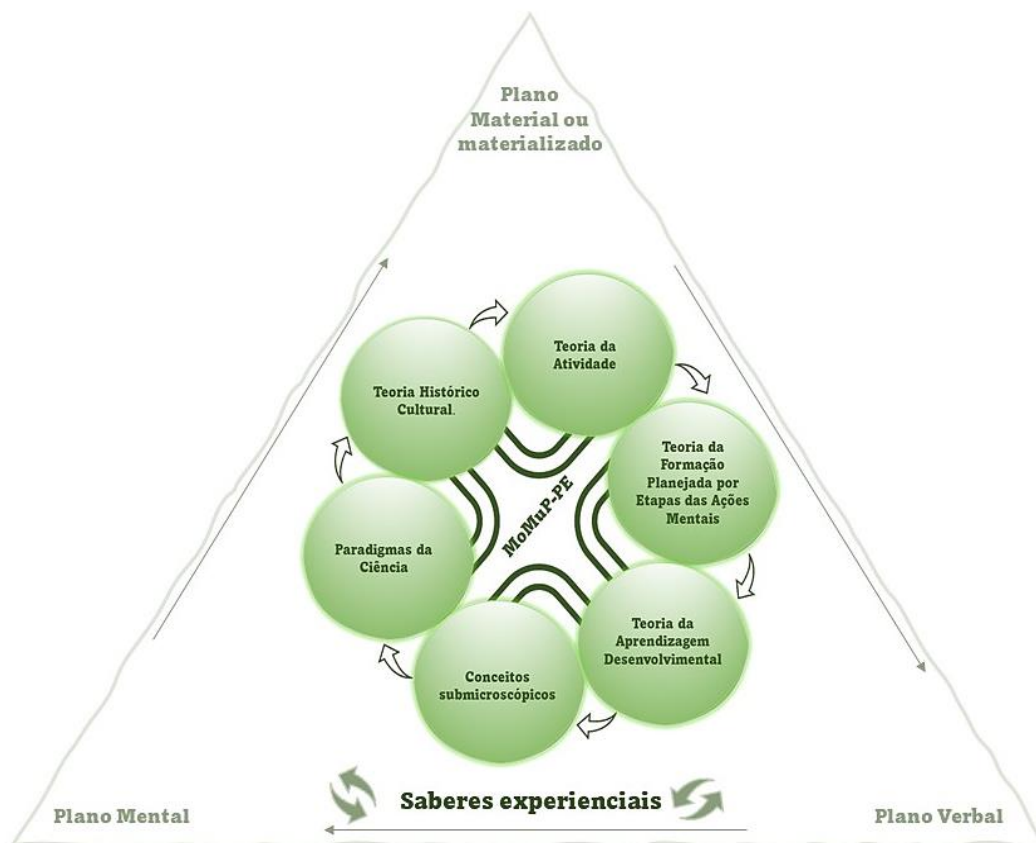 Plano
Material ou
materializado
Teoria da
Atividade
Teoria Histórico
Cultural.
Teoria da
Formação
Planejada por
Etapas das Ações
Mentais
MoMuP-PE
Paradigmas da
Ciência
Teoria da
Aprendizagem
Desenvolvimental
Conceitos
submicroscópicos
Saberes experienciais
Plano Mental
Plano Verbal